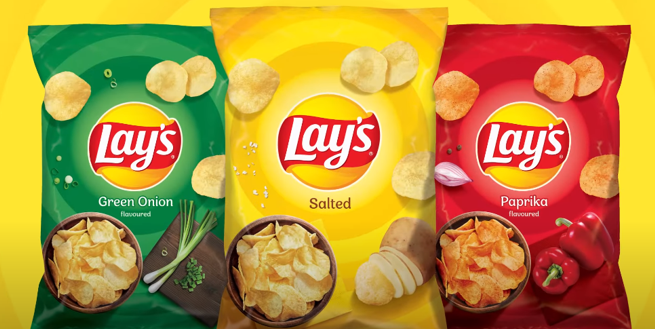 Lay's
Green Onion
flavoured
Lay's
Salted
Lay's
Paprika
flavoured